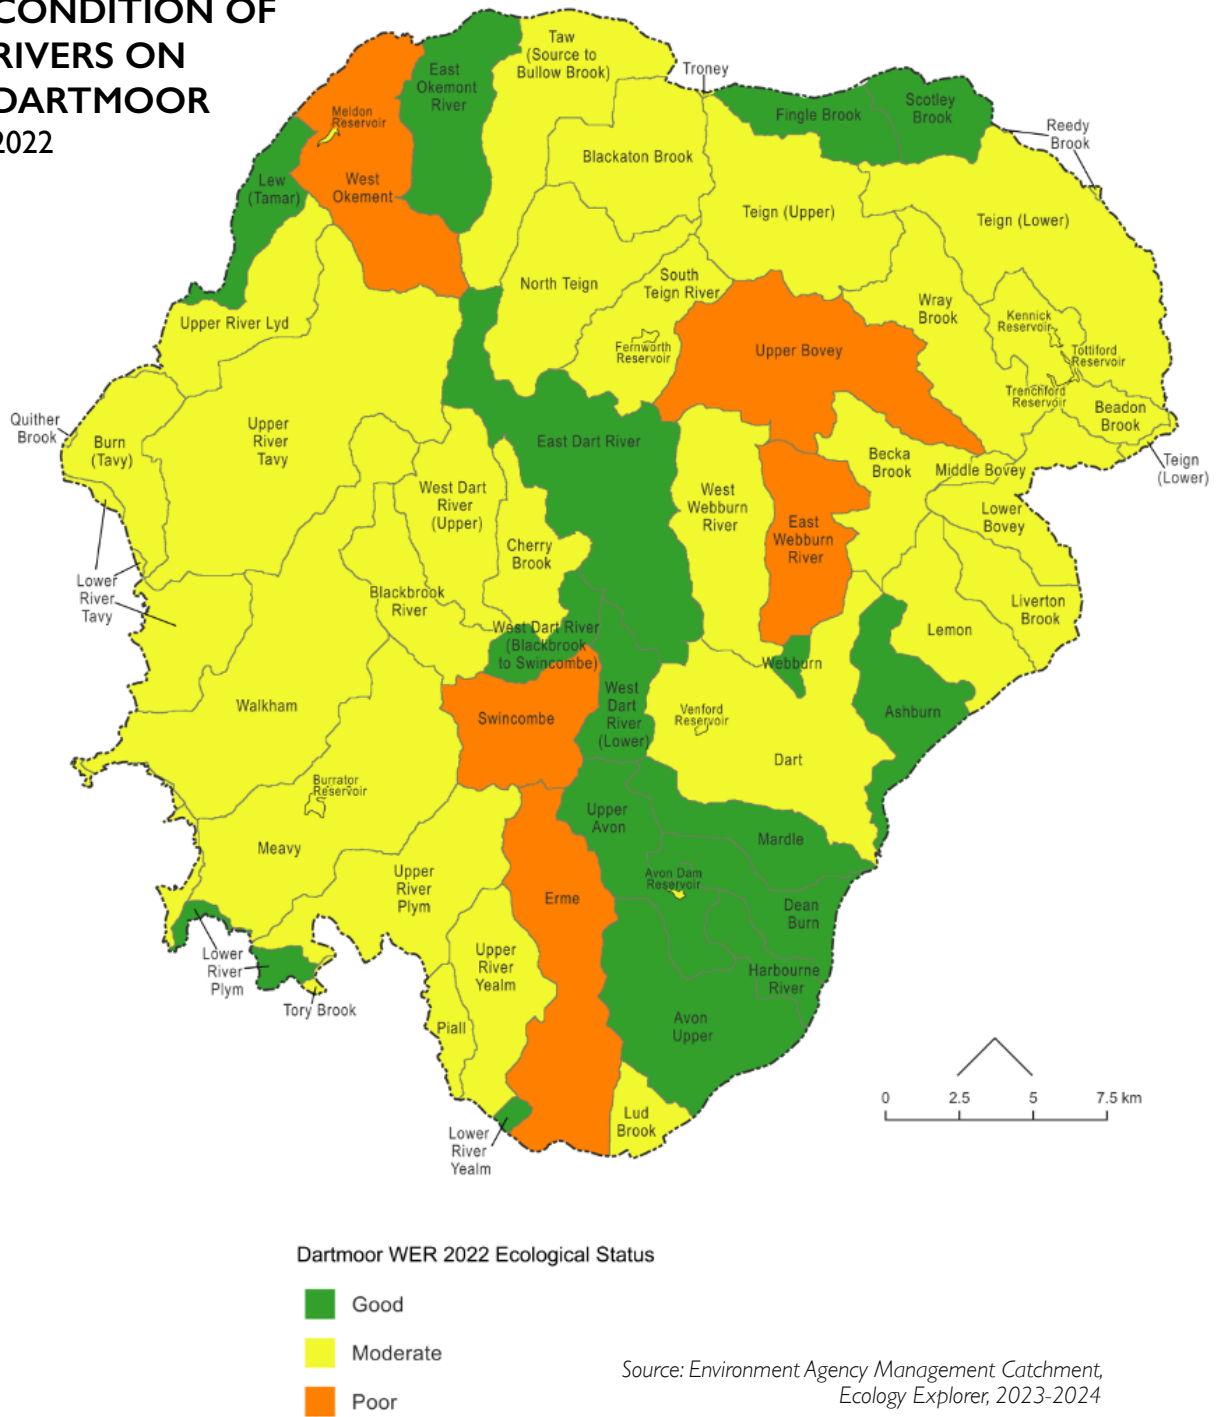 CONDITION OF
RIVERS ON
DARTMOOR
2022
Taw
(Source to
Bullow Brook)
East
Okemont
River
Troney
Fingle Brook
Scotley
Brook
Reedy
Brook
Meldon
Reservoir
Blackaton Brook
Lew
(Tamar)
West
Okement
Teign (Upper)
Teign (Lower)
North Teign
South
Teign River
Wray
Brook
Upper River Lyd
Kennick
Reservoir
Fernworth
Reservoir
Upper Bovey
Tottiford
Reservoir
Trenchford
Reservoir
Beadon
Brook
Quither
Brook
Burn
(Tavy)
Upper
River
Tavy
East Dart River
Becka
Brook
Middle Bovey
Teign
(Lower)
West Dart
River
(Upper)
West
Webburn
River
East
Webburn
River
Lower
Bovey
Cherry
Brook
Lower
River
Tavy
Blackbrook
River
Liverton
Brook
Lemon
West Dart River
(Blackbrook
to Swincombe)
Webburn
Walkham
Swincombe
West
Dart
River
(Lower)
Venford
Reservoir
Ashburn
Dart
Burrator
Reservoir
Upper
Avon
Meavy
Mardle
Upper
River
Plym
Avon Dam
Reservoir
Erme
Dean
Burn
Lower
River
Plym
Upper
River
Yealm
Harbourne
River
Tory Brook
Piall
Avon
Upper
Lud
Brook
Lower
River
Yealm
0 2.5 5 7.5 km
Dartmoor WER 2022 Ecological Status
Good
Moderate
Poor
Source: Environment Agency Management Catchment,
Ecology Explorer, 2023-2024